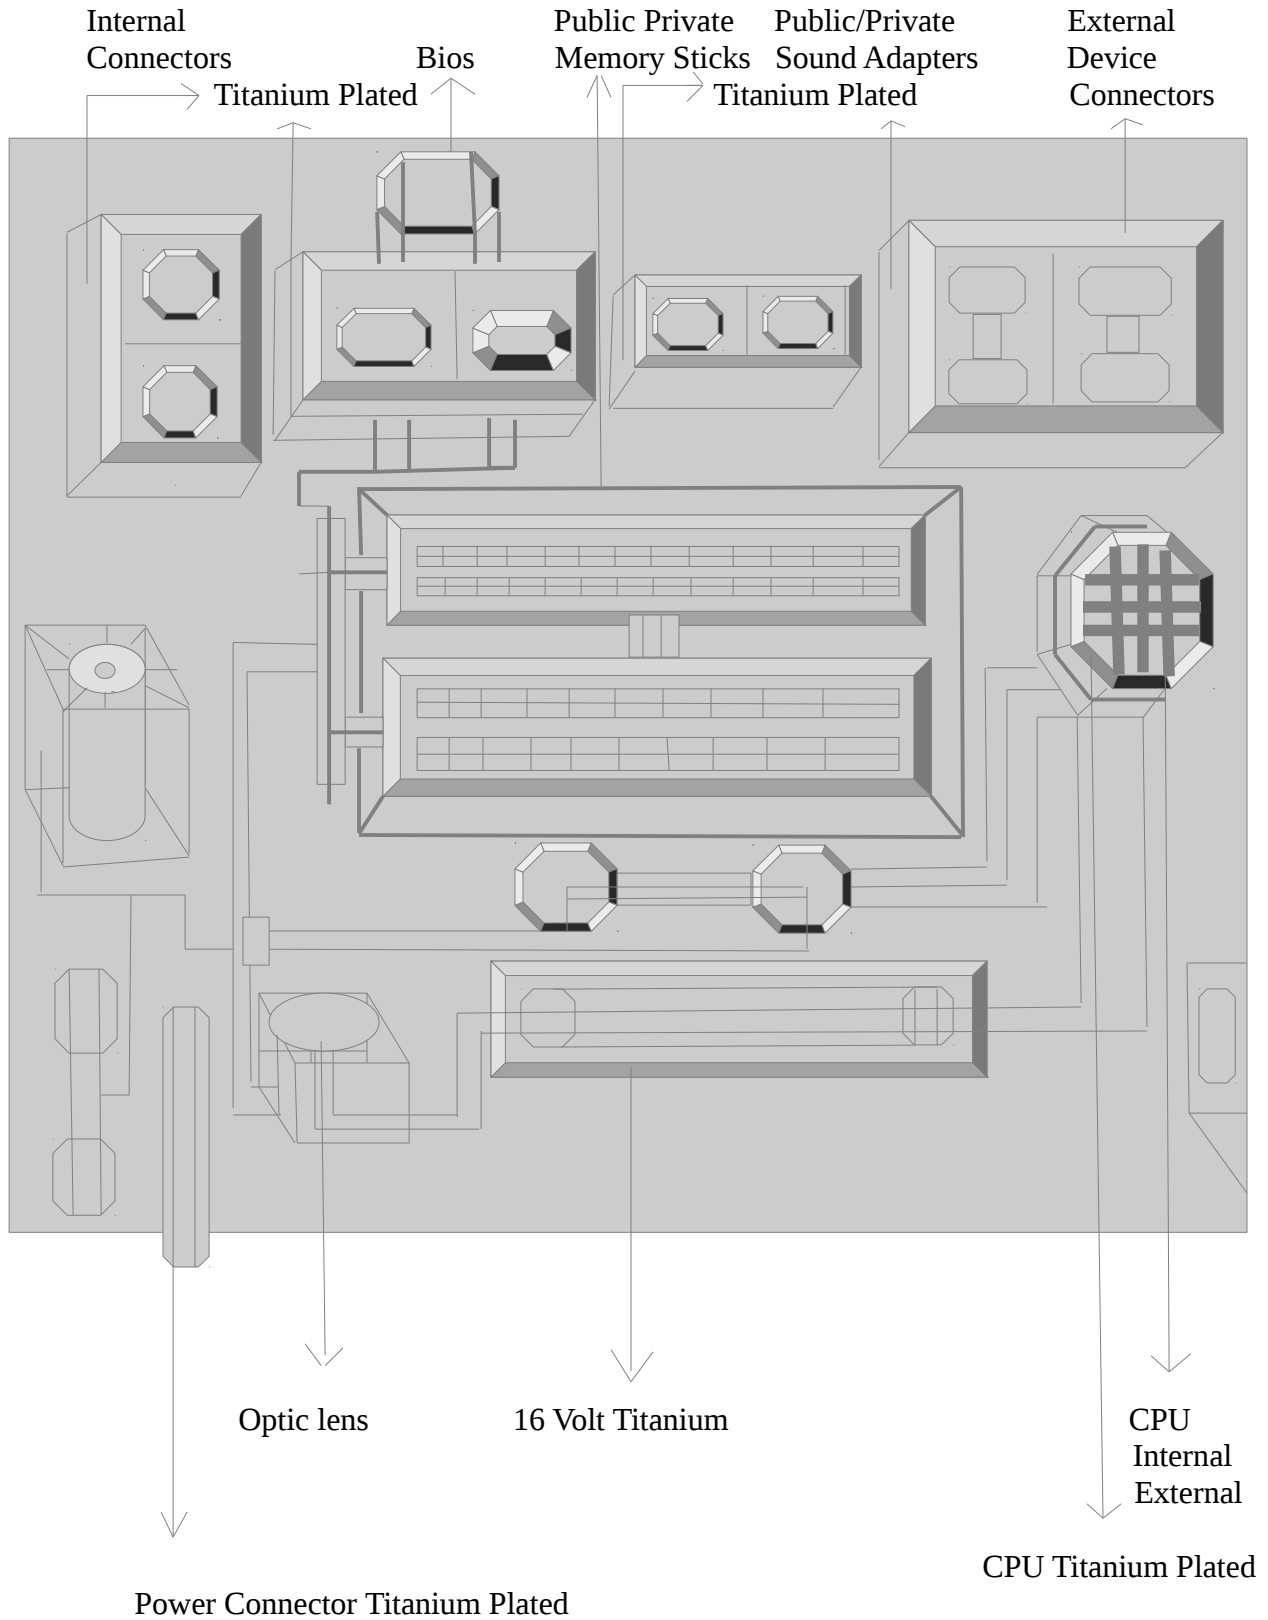 Internal
Connectors
Titanium Plated
Bios
Public Private
Memory Sticks
Public/Private
Sound Adapters
Titanium Plated
External
Device
Connectors
Optic lens
16 Volt Titanium
CPU
Internal
External
CPU Titanium Plated
Power Connector Titanium Plated